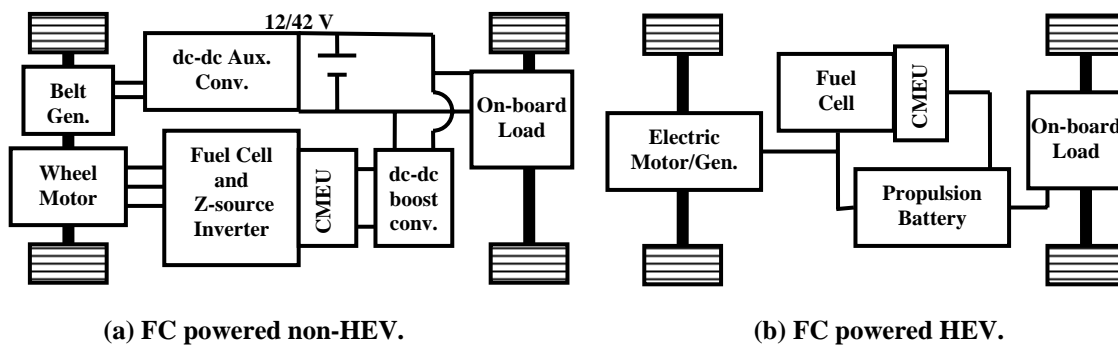 12/42 V
dc-dc Aux.
Conv.
Belt
Gen.
On-board
Load
Wheel
Motor
Fuel Cell
and
Z-source
Inverter
CMEU
dc-dc
boost
conv.
(a) FC powered non-HEV.
Fuel
Cell
CMEU
Electric
Motor/Gen.
On-board
Load
Propulsion
Battery
(b) FC powered HEV.